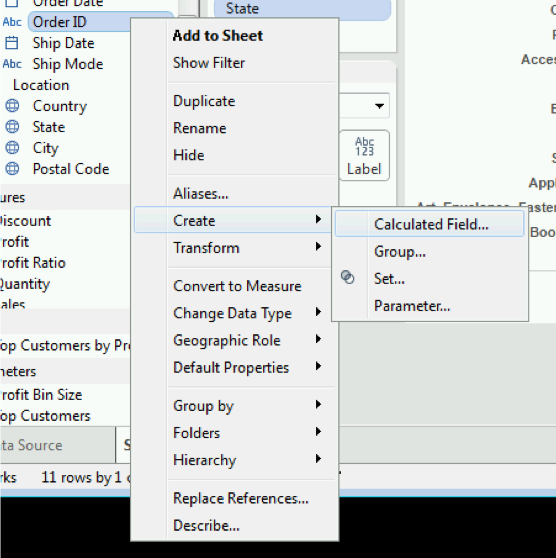 Order Date
Abc Order ID
Ship Date
Abc Ship Mode
Location
Country
State
City
Postal Code
ures
Discount
rofit
rofit Ratio
Quantity
ales
op Customers by Pro
neters
rofit Bin Size
op Customers
ta Source
S
rks 11 rows by 1
Add to Sheet
Show Filter
Duplicate
Rename
Hide
Aliases...
Create
Transform
Convert to Measure
Change Data Type
Geographic Role
Default Properties
Group by
Folders
Hierarchy
Replace References...
Describe...
State
Abc
123
Label
Calculated Field...
Group...
Set...
Parameter...
Acces
Appl
Art, Envelopes, Fasten
Boo